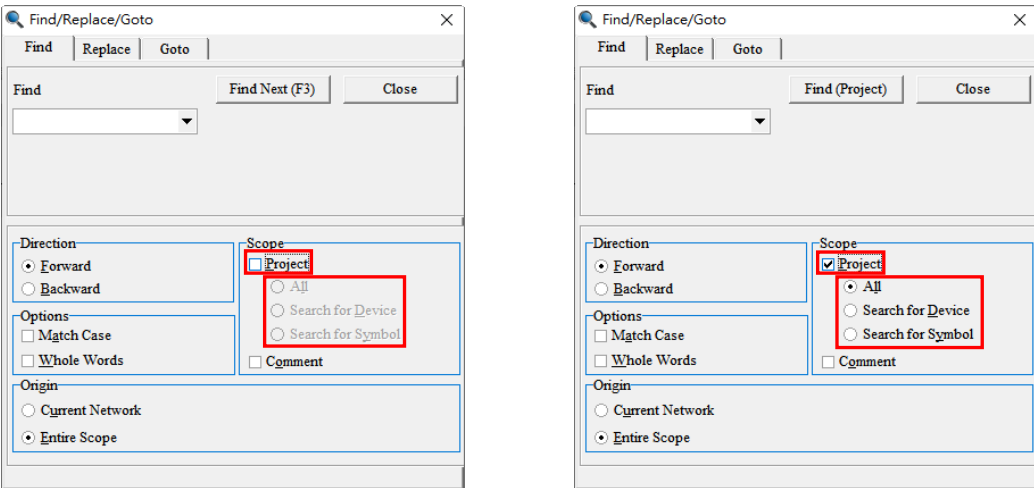 Find/Replace/Goto
Find Replace Goto
Find
Find Next (F3) Close
Direction
Forward
Backward
Scope
Project
All
Search for Device
Search for Symbol
Comment
Options
Match Case
Whole Words
Origin
Current Network
Entire Scope
Find/Replace/Goto
Find Replace Goto
Find
Find (Project) Close
Direction
Forward
Backward
Scope
Project
All
Search for Device
Search for Symbol
Comment
Options
Match Case
Whole Words
Origin
Current Network
Entire Scope